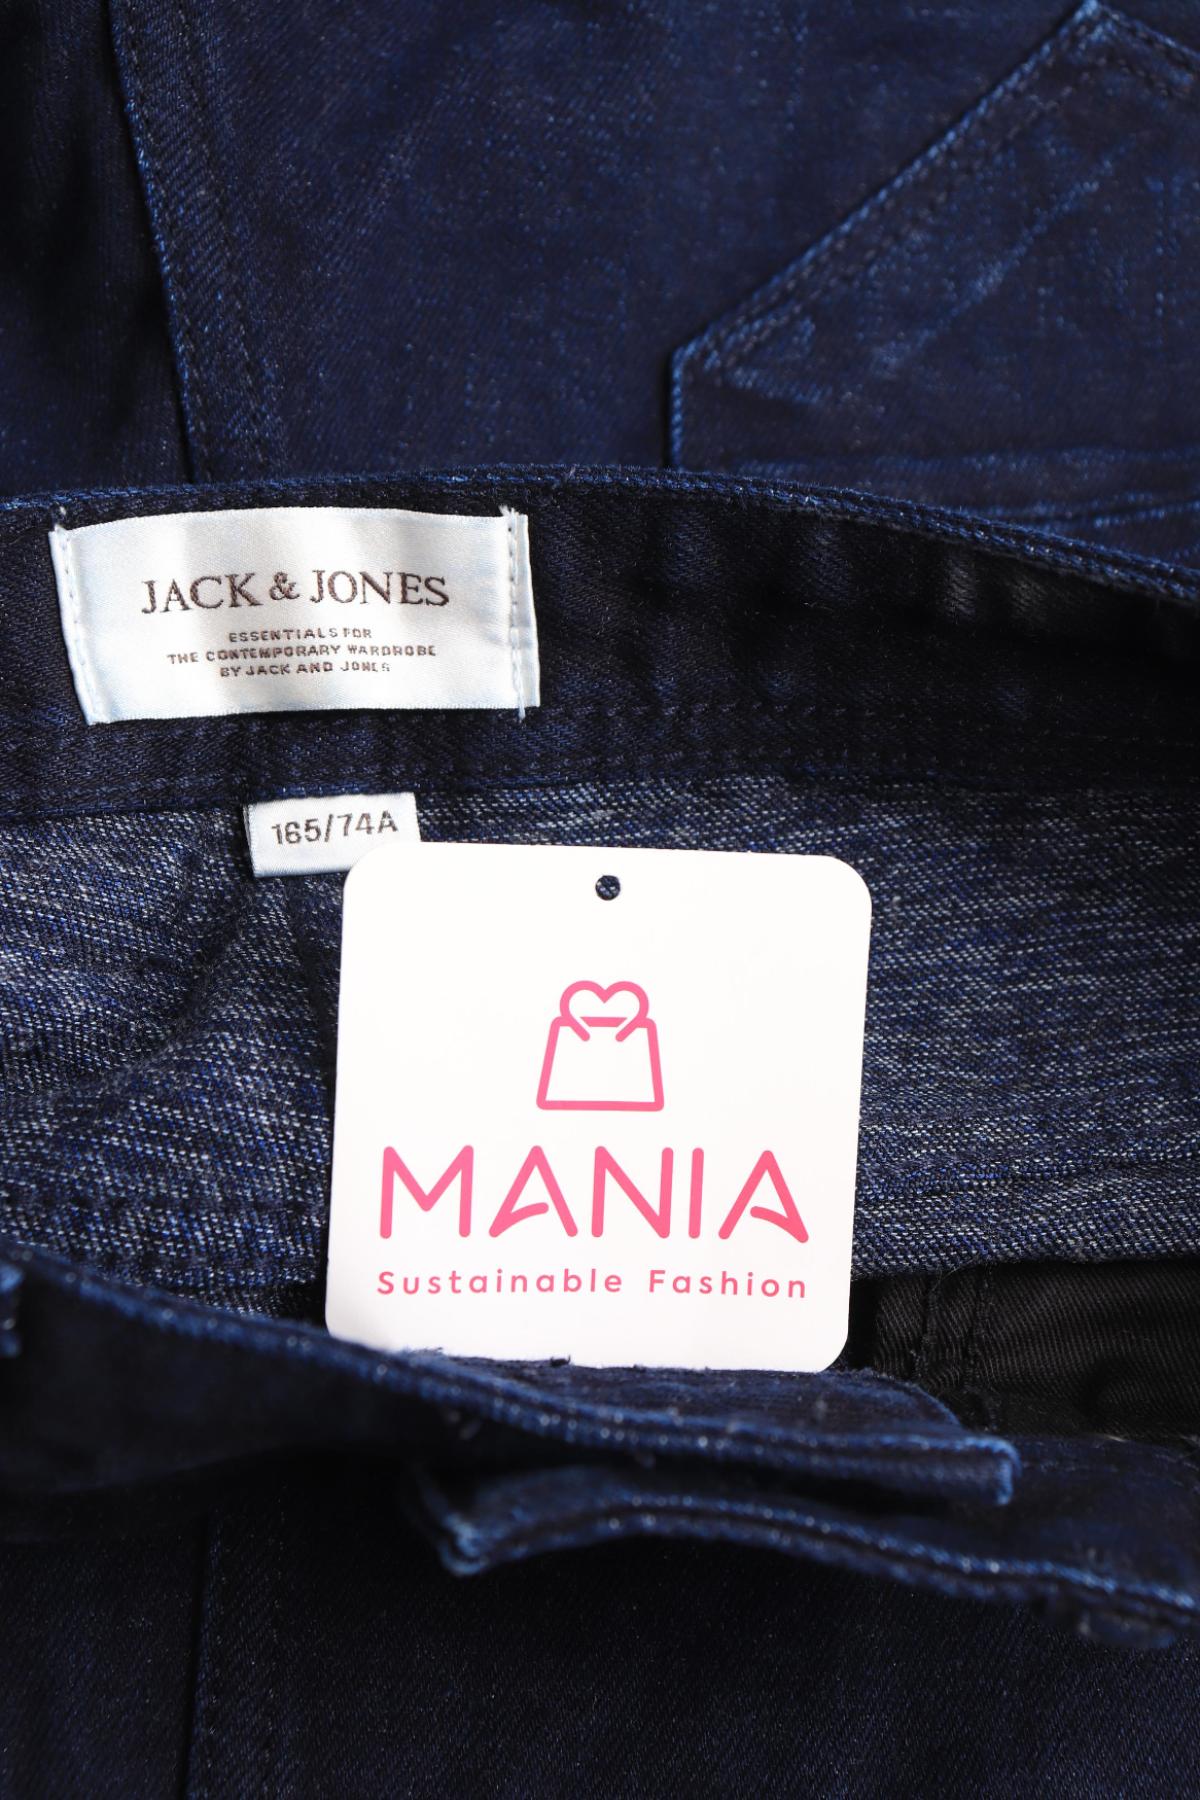 JACK & JONES
ESSENTIALS FOR
THE CONTEMPORARY WARDROBE
BY JACK AND JONES
165/74A
MANIA
Sustainable Fashion